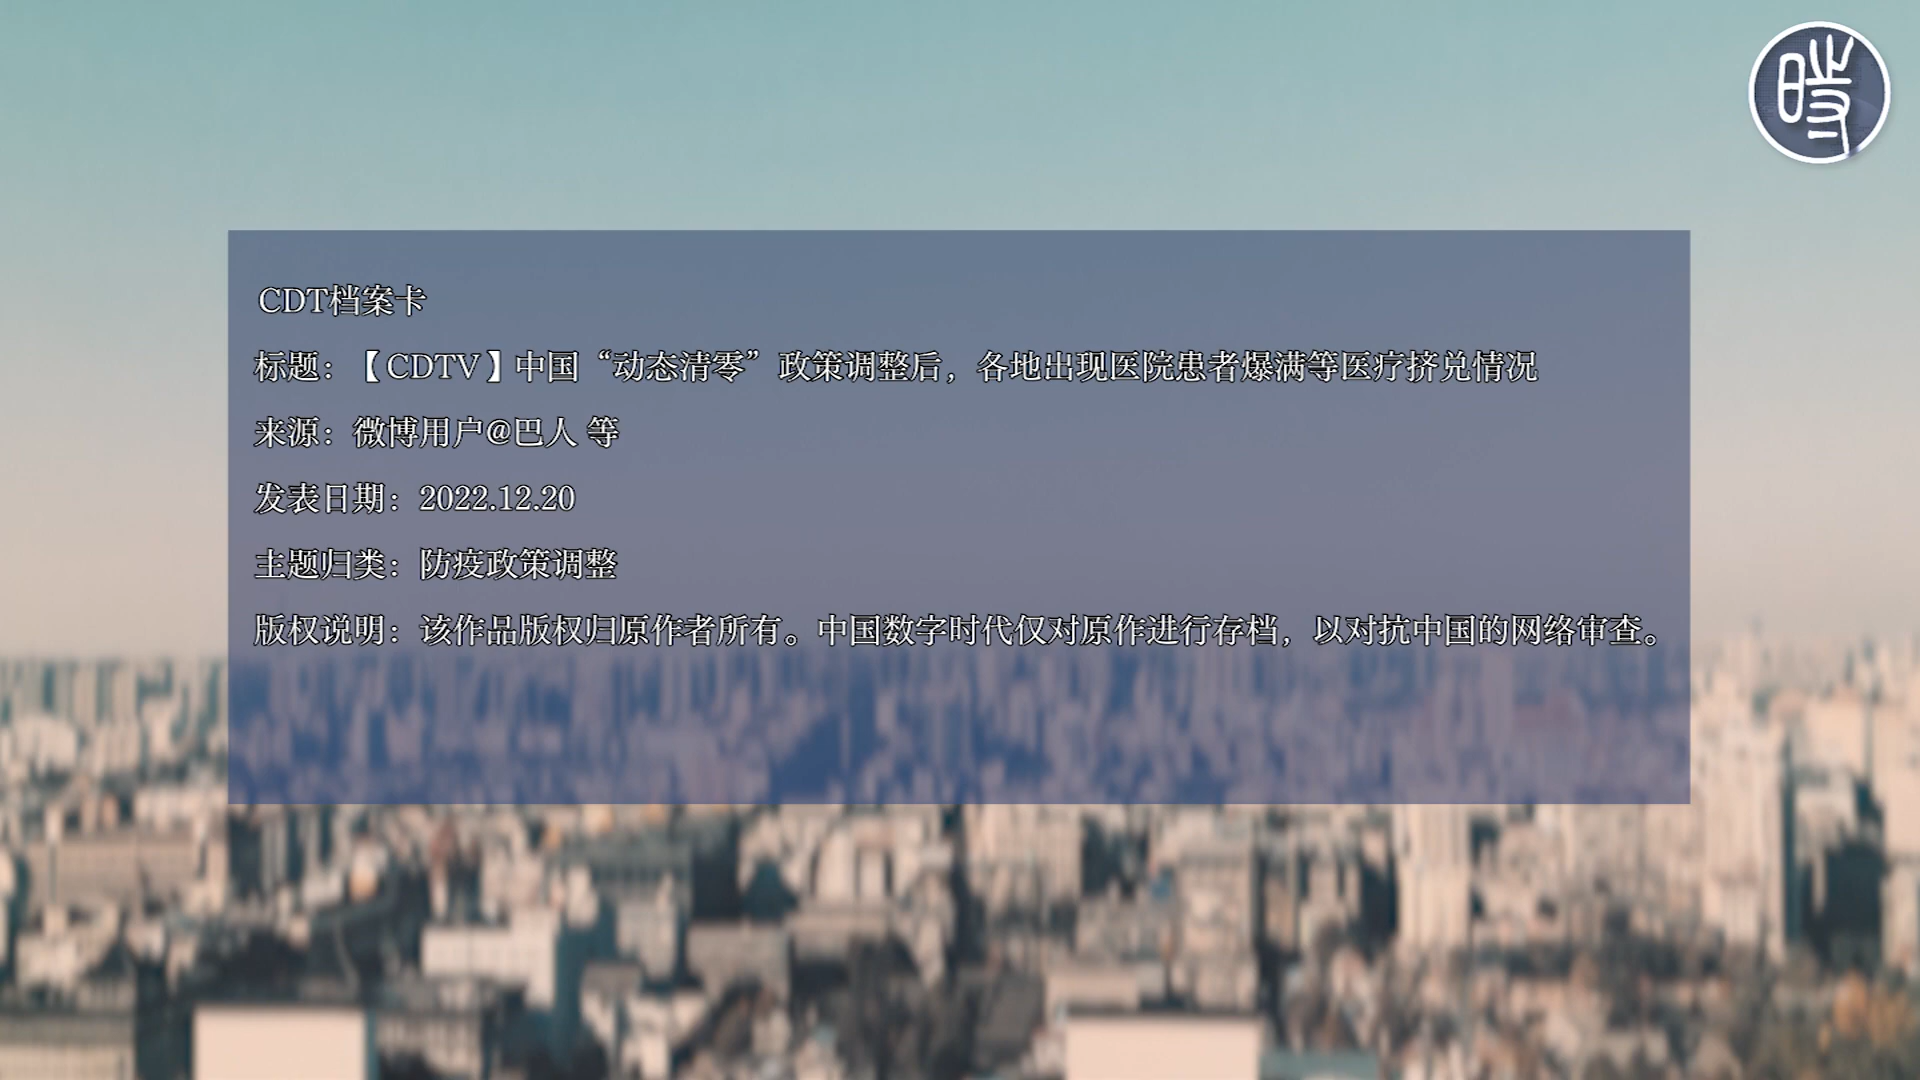 時
CDT档案卡
标题：【CDTV】中国“动态清零”政策调整后，各地出现医院患者爆满等医疗挤兑情况
来源：微博用户@巴人 等
发表日期：2022.12.20
主题归类：防疫政策调整
版权说明：该作品版权归原作者所有。中国数字时代仅对原作进行存档，以对抗中国的网络审查。